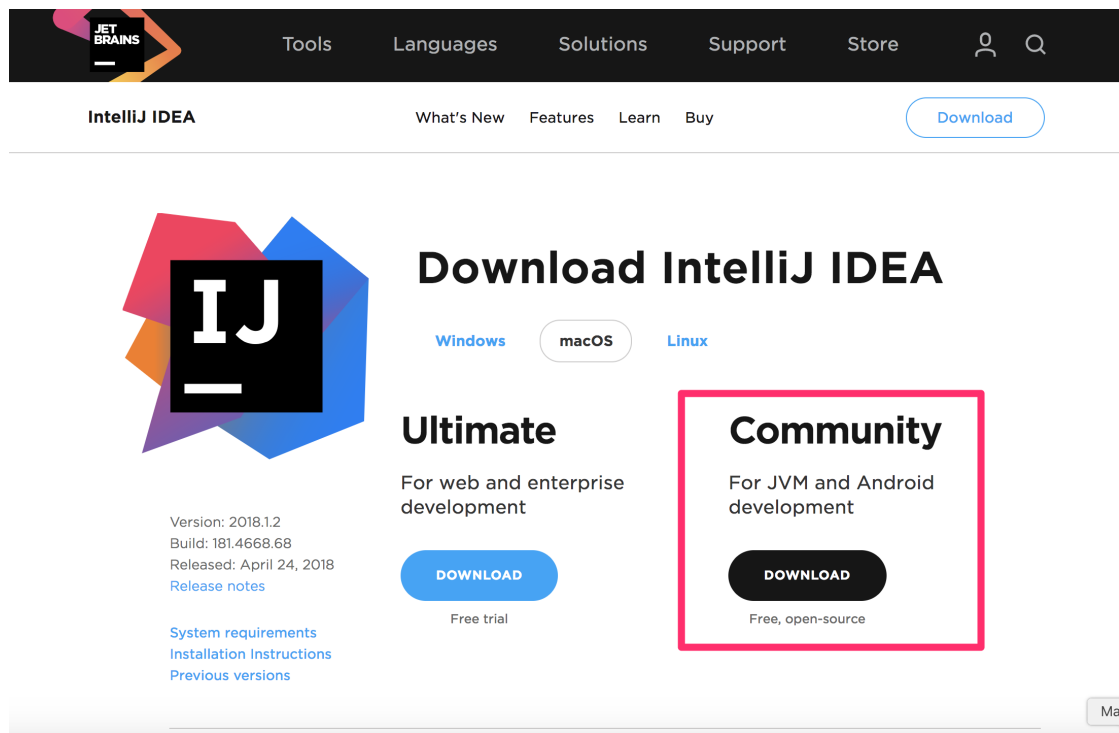 JET
BRAINS
Tools Languages Solutions Support Store
IntelliJ IDEA
What's New Features Learn Buy
Download
IJ
Download IntelliJ IDEA
Windows macOS Linux
Ultimate
For web and enterprise
development
DOWNLOAD
Free trial
Community
For JVM and Android
development
DOWNLOAD
Free, open-source
Version: 2018.1.2
Build: 181.4668.68
Released: April 24, 2018
Release notes
System requirements
Installation Instructions
Previous versions